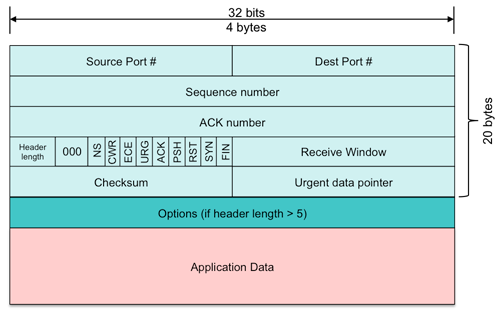 32 bits
4 bytes
Source Port #
Dest Port #
Sequence number
ACK number
Header
length
000
NS
CWR
ECE
URG
ACK
PSH
RST
SYN
FIN
Receive Window
Checksum
Urgent data pointer
Options (if header length > 5)
Application Data
20 bytes